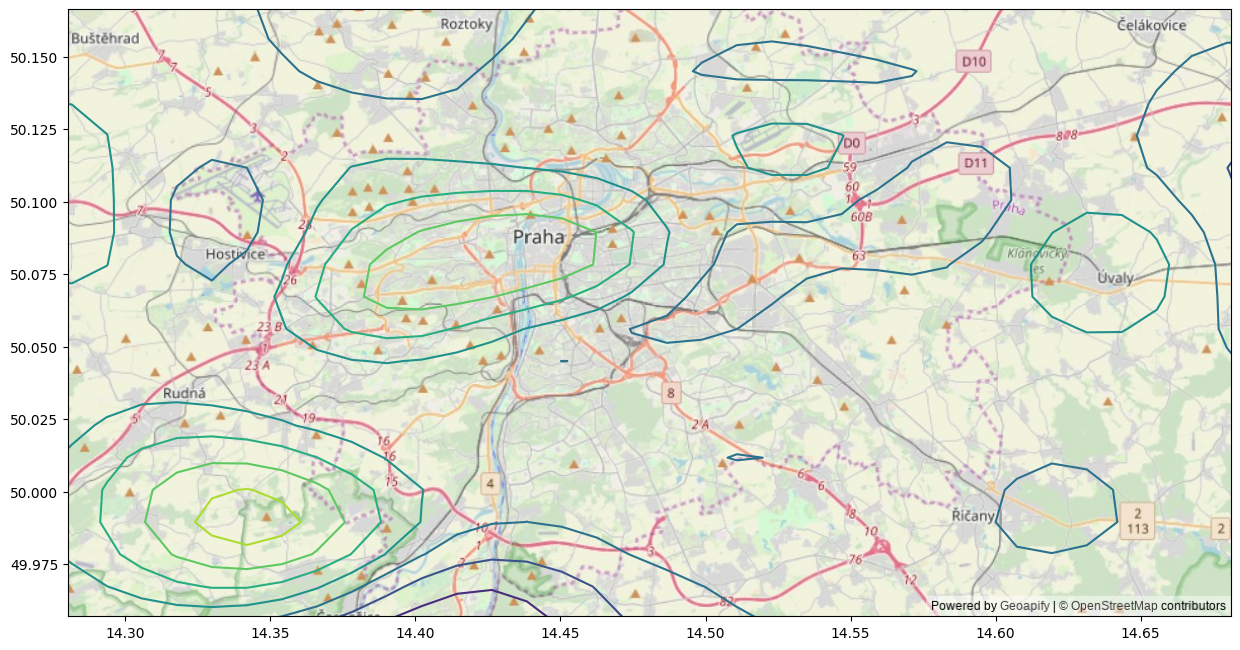 Roztoky
Čelákovice
Buštěhrad
50.150
7
7
D10
5
50.125
3
3
8
8
2
D0
59
D11
60
1
1
60B
50.100
7
28
Praha
Praha
Hostivice
63
Klánovický
les
50.075
26
Úvaly
23 B
50.050
23 A
Rudná
8
21
50.025
5
19
2 A
16
16
15
6
6
50.000
4
8
Říčany
2
113
2
10
10
1
3
76
49.975
7
12
82
Powered by Geoapify | © OpenStreetMap contributors
14.30
14.35
14.40
14.45
14.50
14.55
14.60
14.65